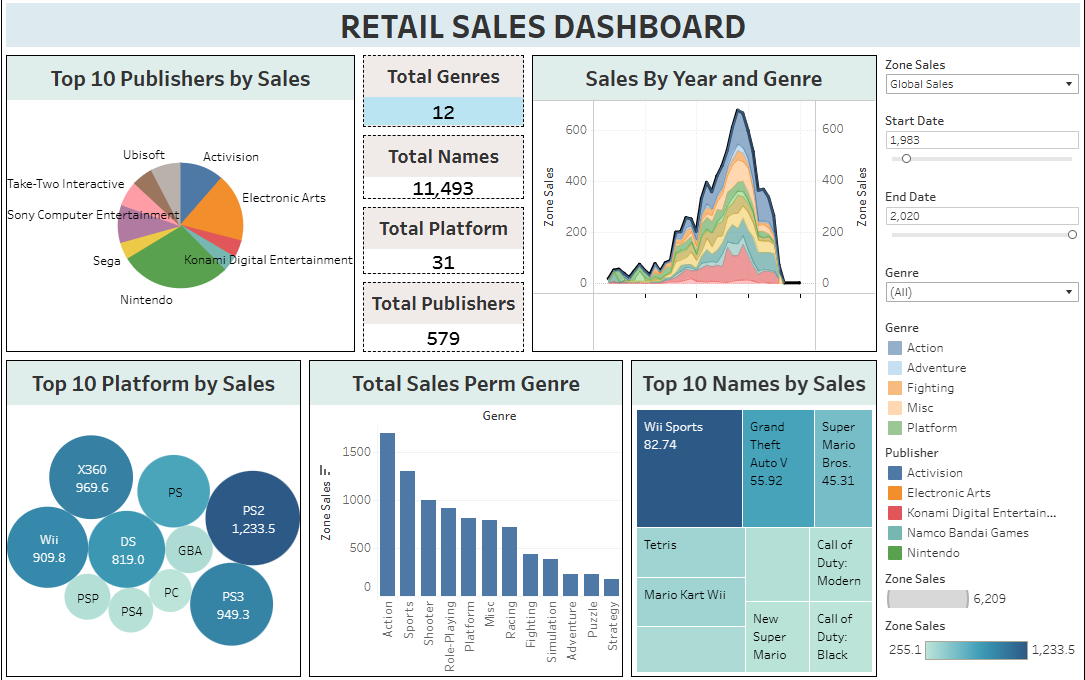 RETAIL SALES DASHBOARD
Top 10 Publishers by Sales
Ubisoft
Activision
Take-Two Interactive
Electronic Arts
Sony Computer Entertainment
Sega
Konami Digital Entertainment
Nintendo
Total Genres
12
Total Names
11,493
Total Platform
31
Total Publishers
579
Sales By Year and Genre
Zone Sales
600
400
200
0
600
400
200
0
Zone Sales
Zone Sales
Global Sales
Start Date
1,983
End Date
2,020
Genre
(All)
Genre
Action
Adventure
Fighting
Misc
Platform
Publisher
Activision
Electronic Arts
Konami Digital Entertain...
Namco Bandai Games
Nintendo
Zone Sales
6,209
Zone Sales
255.1
1,233.5
Top 10 Platform by Sales
X360
969.6
PS
PS2
1,233.5
Wii
909.8
DS
819.0
GBA
PSP
PS4
PC
PS3
949.3
Total Sales Perm Genre
Genre
Zone Sales
1500
1000
500
0
Action
Sports
Shooter
Role-Playing
Platform
Misc
Racing
Fighting
Simulation
Adventure
Puzzle
Strategy
Top 10 Names by Sales
Wii Sports
82.74
Grand
Theft
Auto V
55.92
Super
Mario
Bros.
45.31
Tetris
Mario Kart Wii
Call of
Duty:
Modern
New
Super
Mario
Call of
Duty:
Black